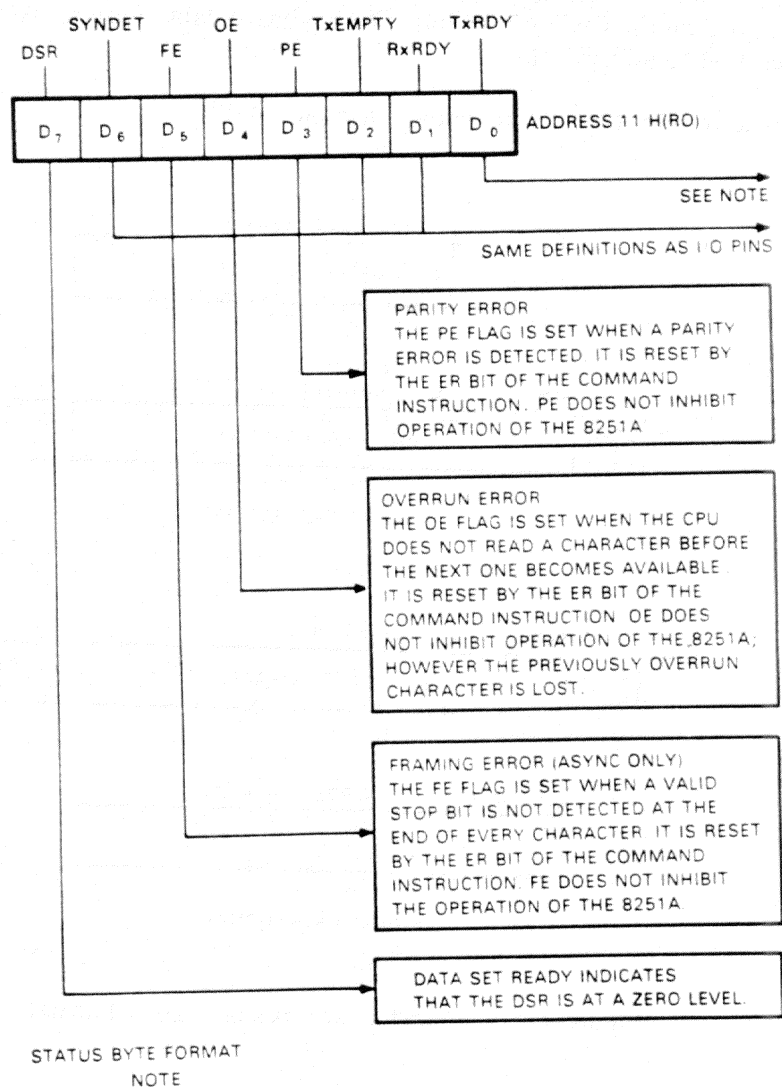 SYNDET OE TxEMPTY TxRDY
DSR FE PE RxRDY
D7 D6 D5 D4 D3 D2 D1 D0 ADDRESS 11 H(RO)
SEE NOTE
SAME DEFINITIONS AS I/O PINS
PARITY ERROR
THE PE FLAG IS SET WHEN A PARITY
ERROR IS DETECTED. IT IS RESET BY
THE ER BIT OF THE COMMAND
INSTRUCTION. PE DOES NOT INHIBIT
OPERATION OF THE 8251A
OVERRUN ERROR
THE OE FLAG IS SET WHEN THE CPU
DOES NOT READ A CHARACTER BEFORE
THE NEXT ONE BECOMES AVAILABLE.
IT IS RESET BY THE ER BIT OF THE
COMMAND INSTRUCTION. OE DOES
NOT INHIBIT OPERATION OF THE 8251A;
HOWEVER THE PREVIOUSLY OVERRUN
CHARACTER IS LOST.
FRAMING ERROR (ASYNC ONLY)
THE FE FLAG IS SET WHEN A VALID
STOP BIT IS NOT DETECTED AT THE
END OF EVERY CHARACTER. IT IS RESET
BY THE ER BIT OF THE COMMAND
INSTRUCTION. FE DOES NOT INHIBIT
THE OPERATION OF THE 8251A.
DATA SET READY INDICATES
THAT THE DSR IS AT A ZERO LEVEL.
STATUS BYTE FORMAT
NOTE